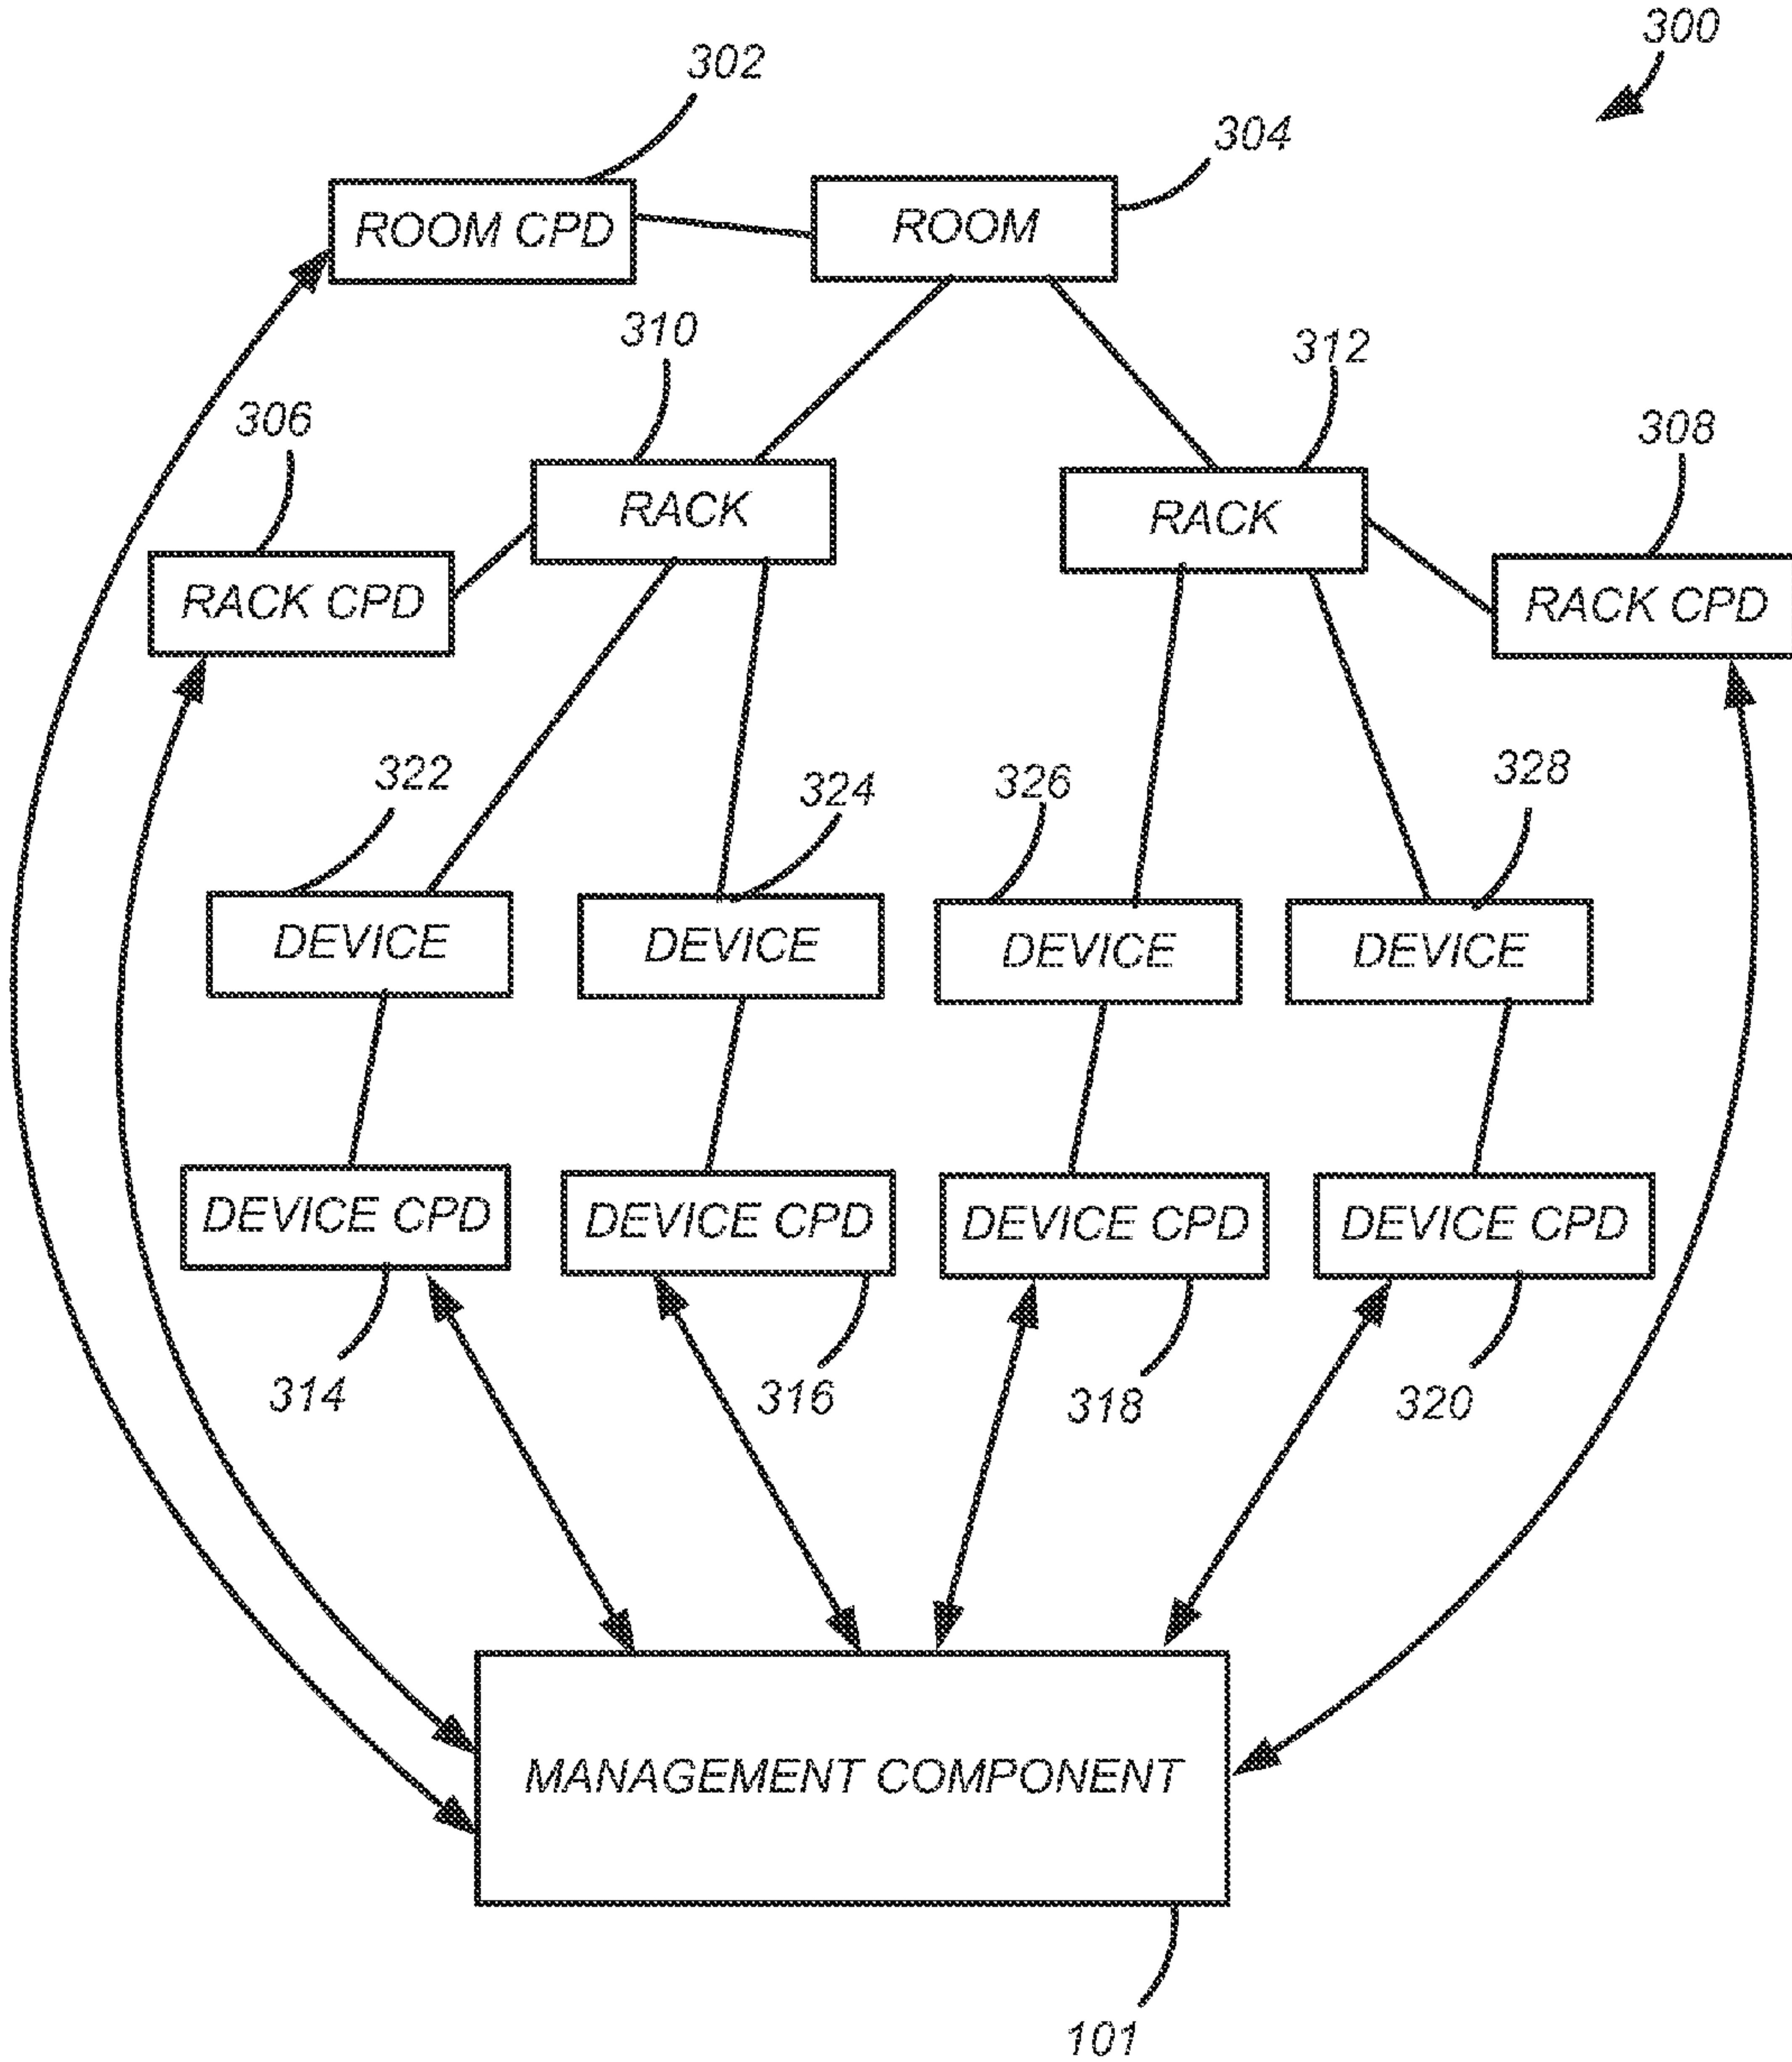 300
302
304
ROOM CPD
ROOM
310
312
306
308
RACK
RACK
RACK CPD
RACK CPD
322
324
326
328
DEVICE
DEVICE
DEVICE
DEVICE
DEVICE CPD
DEVICE CPD
DEVICE CPD
DEVICE CPD
314
316
318
320
MANAGEMENT COMPONENT
101